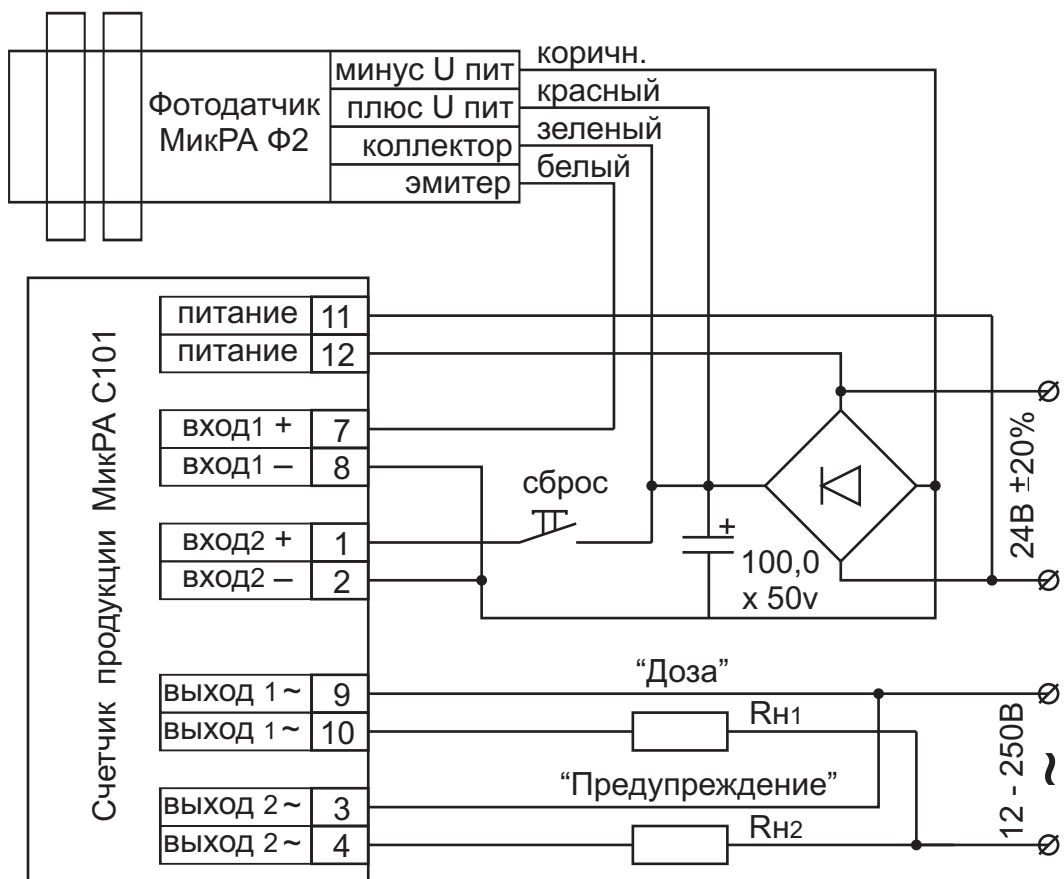 Фотодатчик
МикРА Ф2
минус U пит
плюс U пит
коллектор
эмитер
коричн.
красный
зеленый
белый
Счетчик продукции МикРА С101
питание 11
питание 12
вход1 + 7
вход1 – 8
вход2 + 1
вход2 – 2
выход 1 ~ 9
выход 1 ~ 10
выход 2 ~ 3
выход 2 ~ 4
сброс
+
100,0
x 50v
24В ±20%
“Доза”
Rн1
“Предупреждение”
Rн2
12 - 250В
~